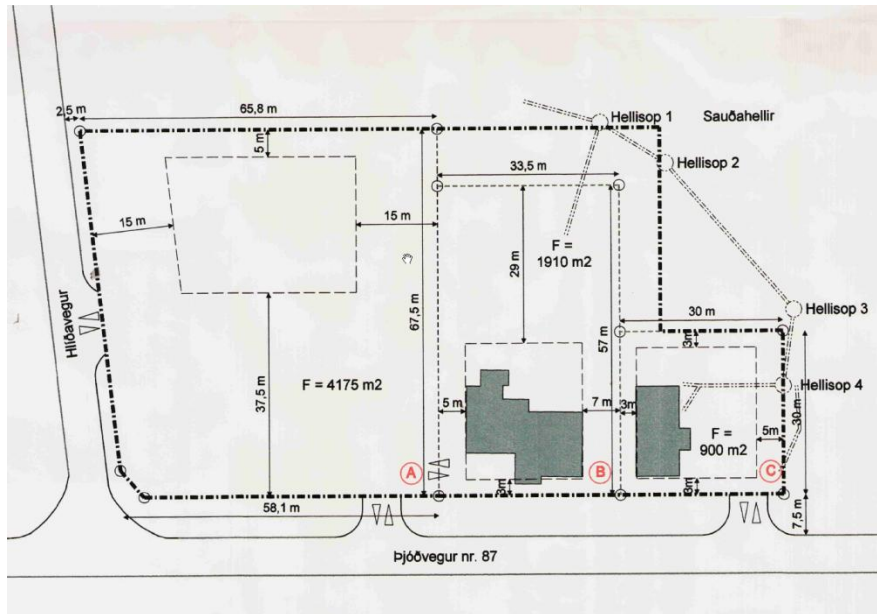 65,8 m
2,5 m
Hellisop 1
Sauðahellir
5 m
33,5 m
Hellisop 2
15 m
15 m
29 m
F =
1910 m2
67,5 m
30 m
Hellisop 3
Hlíðavegur
57 m
3m
37,5 m
F = 4175 m2
Hellisop 4
5 m
7 m
3m
30 m
F =
900 m2
5m
A
B
C
3m
3m
58,1 m
7,5 m
Þjóðvegur nr. 87